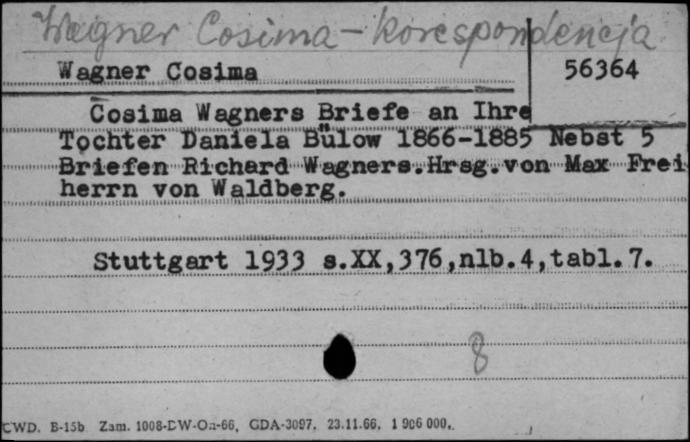 Wagner Cosima - korespondencja
Wagner Cosima
56364
Cosima Wagners Briefe an Ihre
Tochter Daniela Bülow 1866-1885 Nebst 5
Briefen Richard Wagners.Hrsg.von Max Frei
herrn von Waldberg.
Stuttgart 1933 s.XX,376,nlb.4,tabl.7.
8
CWD. B-15b Zam. 1008-DW-Oa-66, GDA-3097, 23.11.66, 1 906 000,.